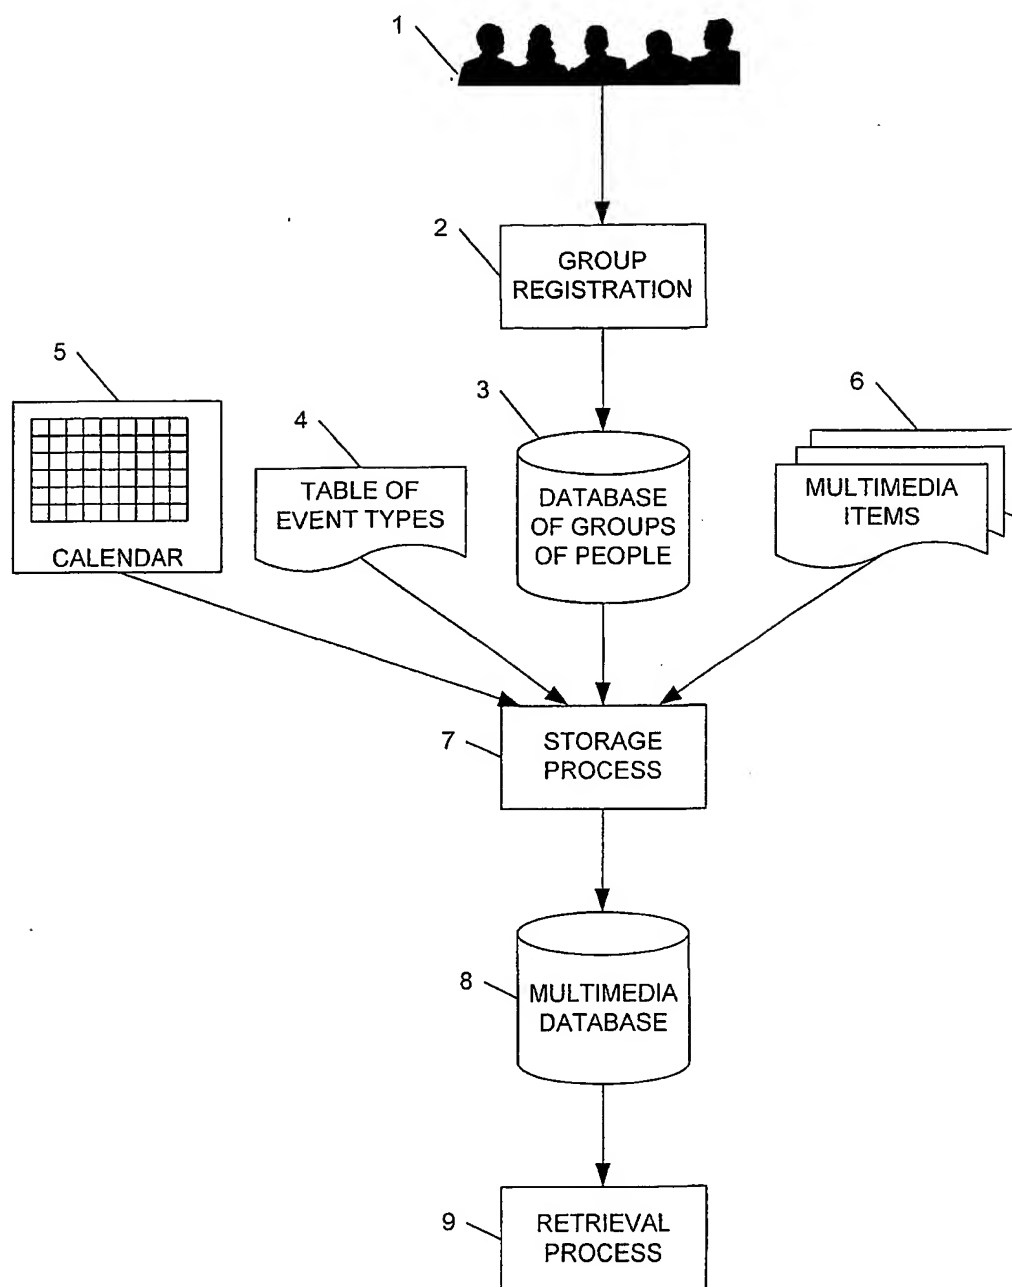 1
2
GROUP
REGISTRATION
5
4
3
6
CALENDAR
TABLE OF
EVENT TYPES
DATABASE
OF GROUPS
OF PEOPLE
MULTIMEDIA
ITEMS
7
STORAGE
PROCESS
8
MULTIMEDIA
DATABASE
9
RETRIEVAL
PROCESS